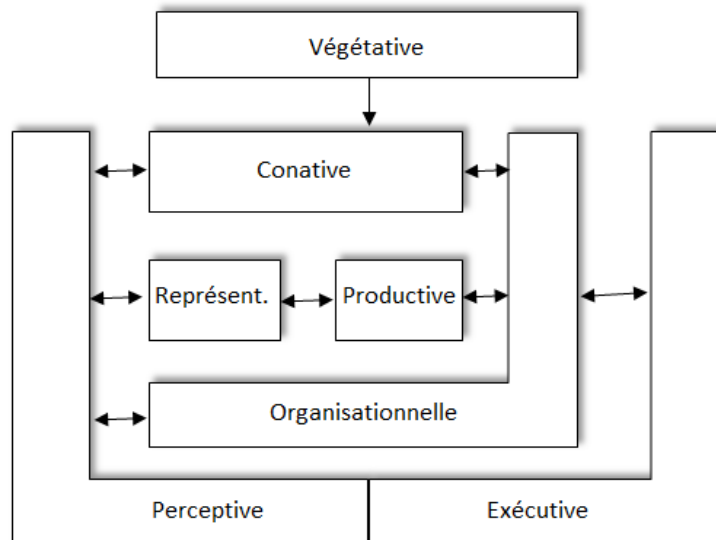 Végétative
Conative
Représent.
Productive
Organisationnelle
Perceptive
Exécutive